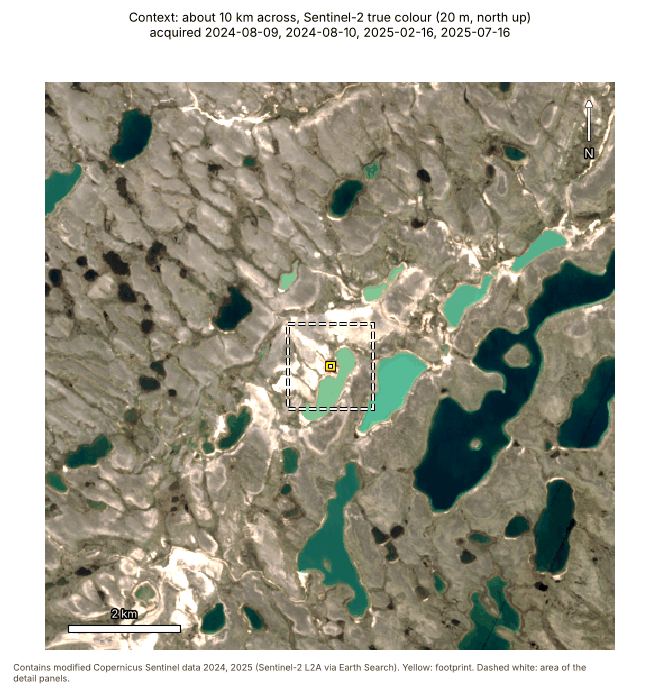 Context: about 10 km across, Sentinel-2 true colour (20 m, north up)
acquired 2024-08-09, 2024-08-10, 2025-02-16, 2025-07-16
N
2 km
Contains modified Copernicus Sentinel data 2024, 2025 (Sentinel-2 L2A via Earth Search). Yellow: footprint. Dashed white: area of the
detail panels.